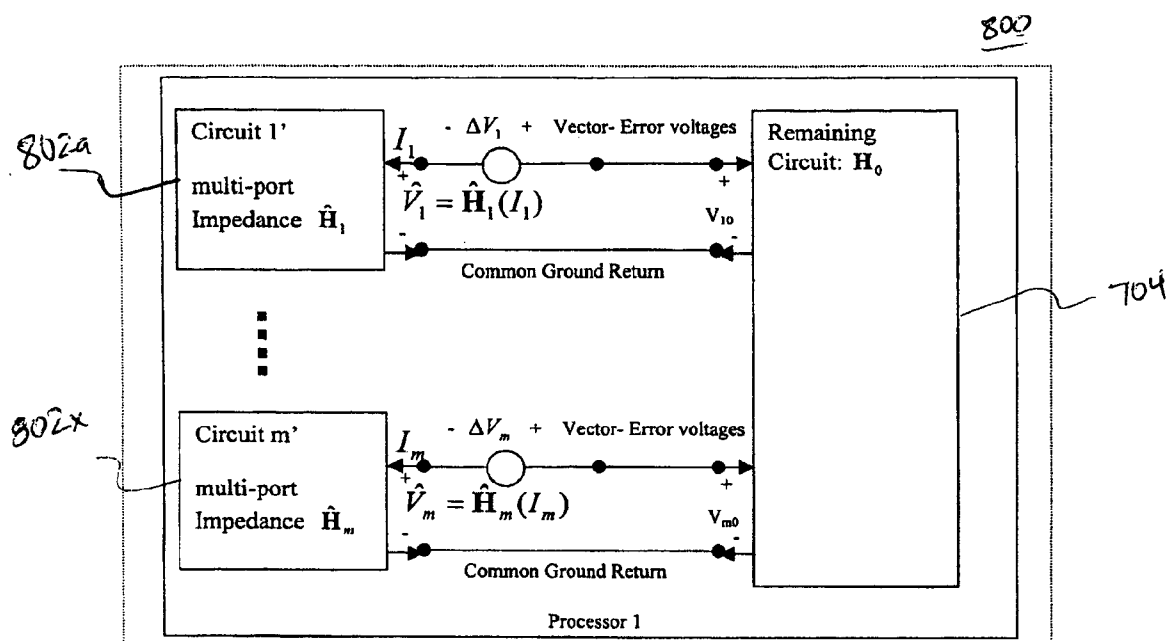 800
802a
Circuit 1'
multi-port
Impedance Ĥ₁
I₁
- ΔV₁ + Vector- Error voltages
+
V̂₁ = Ĥ₁(I₁)
-
Common Ground Return
Remaining
Circuit: H₀
+
V₁₀
-
704
802x
Circuit m'
multi-port
Impedance Ĥₘ
Iₘ
- ΔVₘ + Vector- Error voltages
+
V̂ₘ = Ĥₘ(Iₘ)
-
Common Ground Return
+
Vₘ₀
-
Processor 1